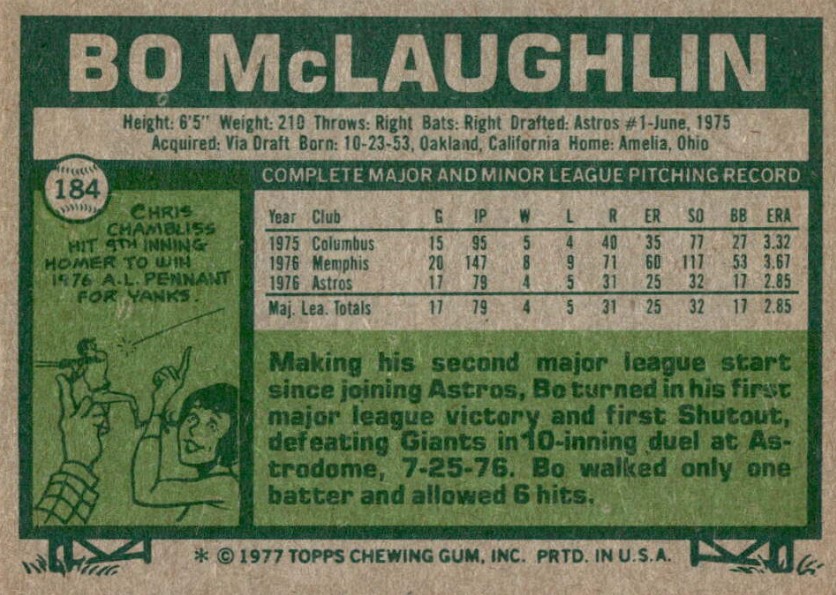 BO McLAUGHLIN
Height: 6'5" Weight: 210 Throws: Right Bats: Right Drafted: Astros #1-June, 1975
Acquired: Via Draft Born: 10-23-53, Oakland, California Home: Amelia, Ohio
184
CHRIS
CHAMBLISS
HIT 9TH INNING
HOMER TO WIN
1976 A.L. PENNANT
FOR YANKS.
COMPLETE MAJOR AND MINOR LEAGUE PITCHING RECORD
Year Club G IP W L R ER SO BB ERA
1975 Columbus 15 95 5 4 40 35 77 27 3.32
1976 Memphis 20 147 8 9 71 60 117 53 3.67
1976 Astros 17 79 4 5 31 25 32 17 2.85
Maj. Lea. Totals 17 79 4 5 31 25 32 17 2.85
Making his second major league start
since joining Astros, Bo turned in his first
major league victory and first Shutout,
defeating Giants in 10-inning duel at As-
trodome, 7-25-76. Bo walked only one
batter and allowed 6 hits.
* © 1977 TOPPS CHEWING GUM, INC. PRTD. IN U.S.A.